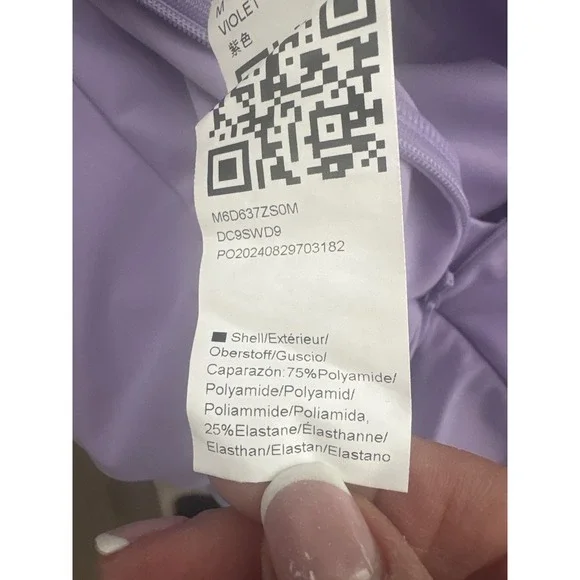 M
VIOLET
紫色
M6D637ZS0M
DC9SWD9
PO20240829703182
Shell/Extérieur/
Oberstoff/Guscio/
Caparazón:75%Polyamide/
Polyamide/Polyamid/
Poliammide/Poliamida,
25%Elastane/Élasthanne/
Elasthan/Elastan/Elastano